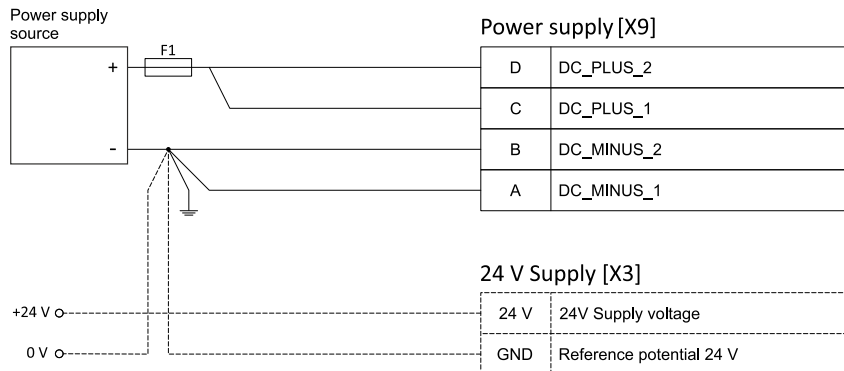 Power supply
source
F1
+
-
Power supply [X9]
D DC_PLUS_2
C DC_PLUS_1
B DC_MINUS_2
A DC_MINUS_1
24 V Supply [X3]
+24 V
24 V 24V Supply voltage
0 V
GND Reference potential 24 V